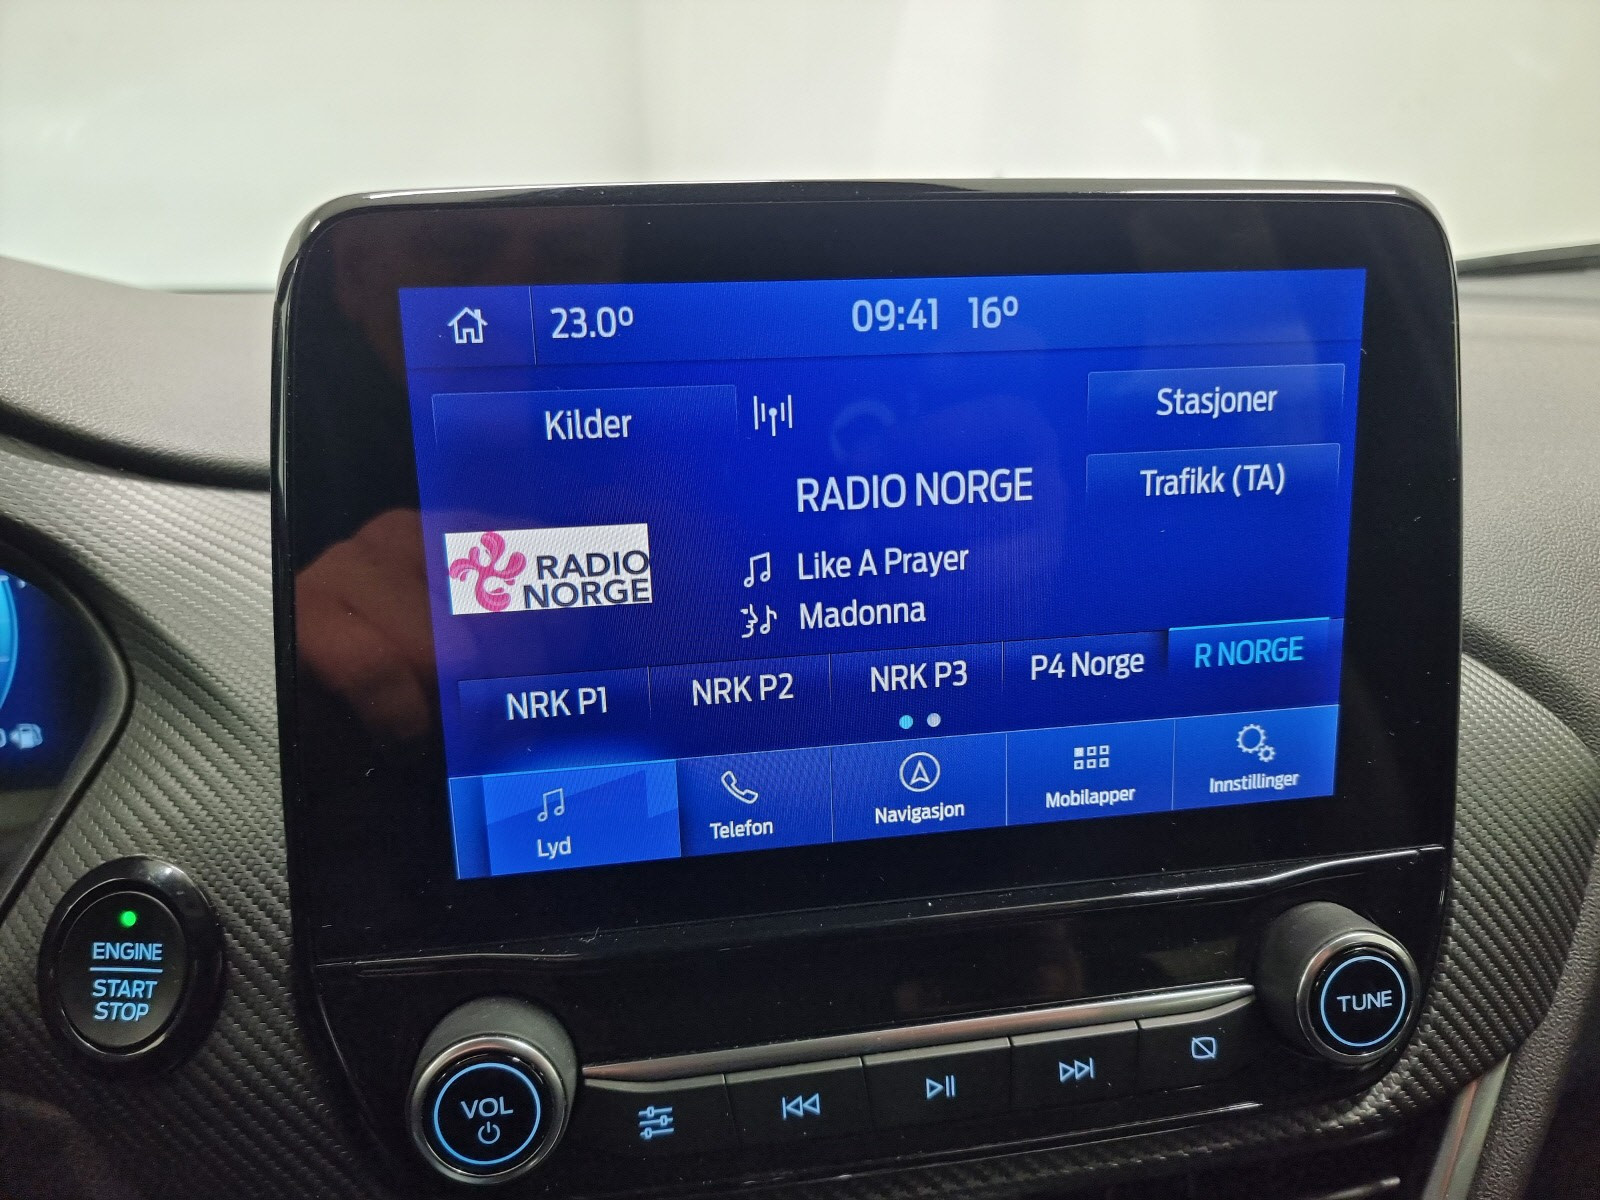 23.0°
09:41 16°
Kilder
Stasjoner
Trafikk (TA)
RADIO NORGE
RADIO
NORGE
Like A Prayer
Madonna
NRK P1
NRK P2
NRK P3
P4 Norge
R NORGE
Lyd
Telefon
Navigasjon
Mobilapper
Innstillinger
ENGINE
START
STOP
VOL
TUNE